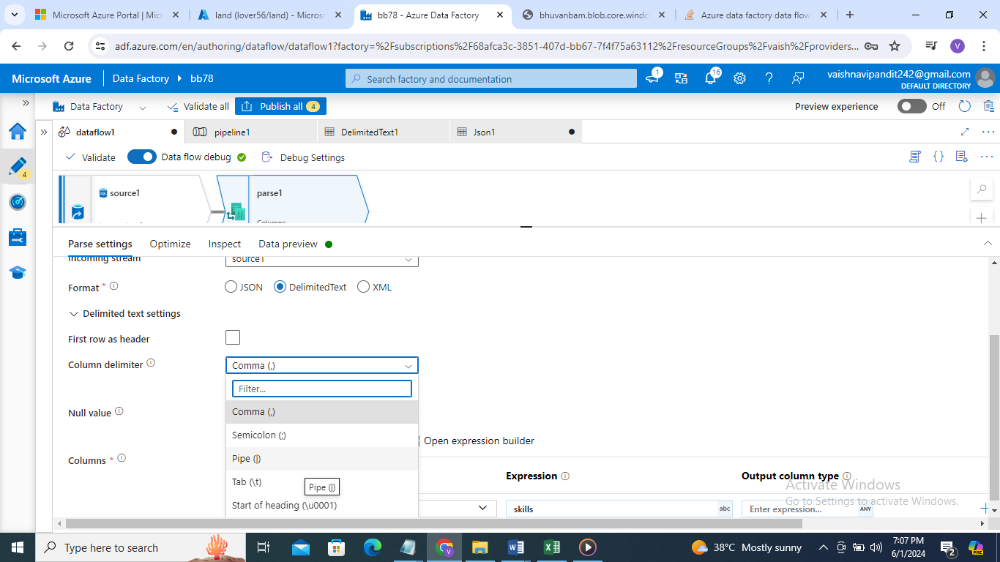 Microsoft Azure Portal | Micr
land (lover56/land) - Microso
bb78 - Azure Data Factory
bhuvanbam.blob.core.windo
Azure data factory data flow
adf.azure.com/en/authoring/dataflow/dataflow1?factory=%2Fsubscriptions%2F68afca3c-3851-407d-bb67-7f4f75a63112%2FresourceGroups%2Fvaish%2Fproviders...
V
Microsoft Azure
Data Factory
bb78
Search factory and documentation
1
16
vaishnavipandit242@gmail.com
DEFAULT DIRECTORY
Data Factory
Validate all
Publish all 4
Preview experience
Off
4
dataflow1
pipeline1
DelimitedText1
Json1
Validate
Data flow debug
Debug Settings
source1
parse1
Columns:
Parse settings
Optimize
Inspect
Data preview
Incoming stream
source1
Format *
JSON
DelimitedText
XML
Delimited text settings
First row as header
Column delimiter
Comma (,)
Filter...
Comma (,)
Semicolon (;)
Pipe (|)
Tab (\t)
Pipe (|)
Start of heading (\u0001)
Null value
Open expression builder
Columns *
Expression
Output column type
skills
abc
Enter expression...
ANY
Activate Windows
Go to Settings to activate Windows.
Type here to search
38°C Mostly sunny
7:07 PM
6/1/2024
2
PRE